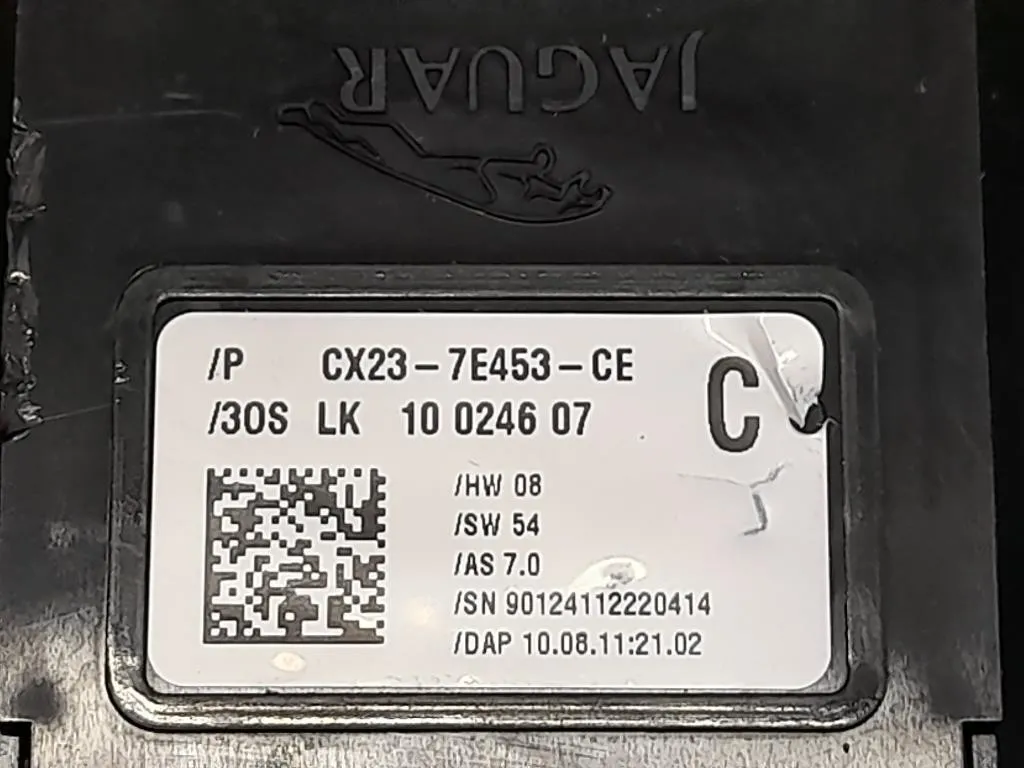 JAGUAR
/P CX23-7E453-CE
C
/3OS LK 10 0246 07
/HW 08
/SW 54
/AS 7.0
/SN 90124112220414
/DAP 10.08.11:21.02